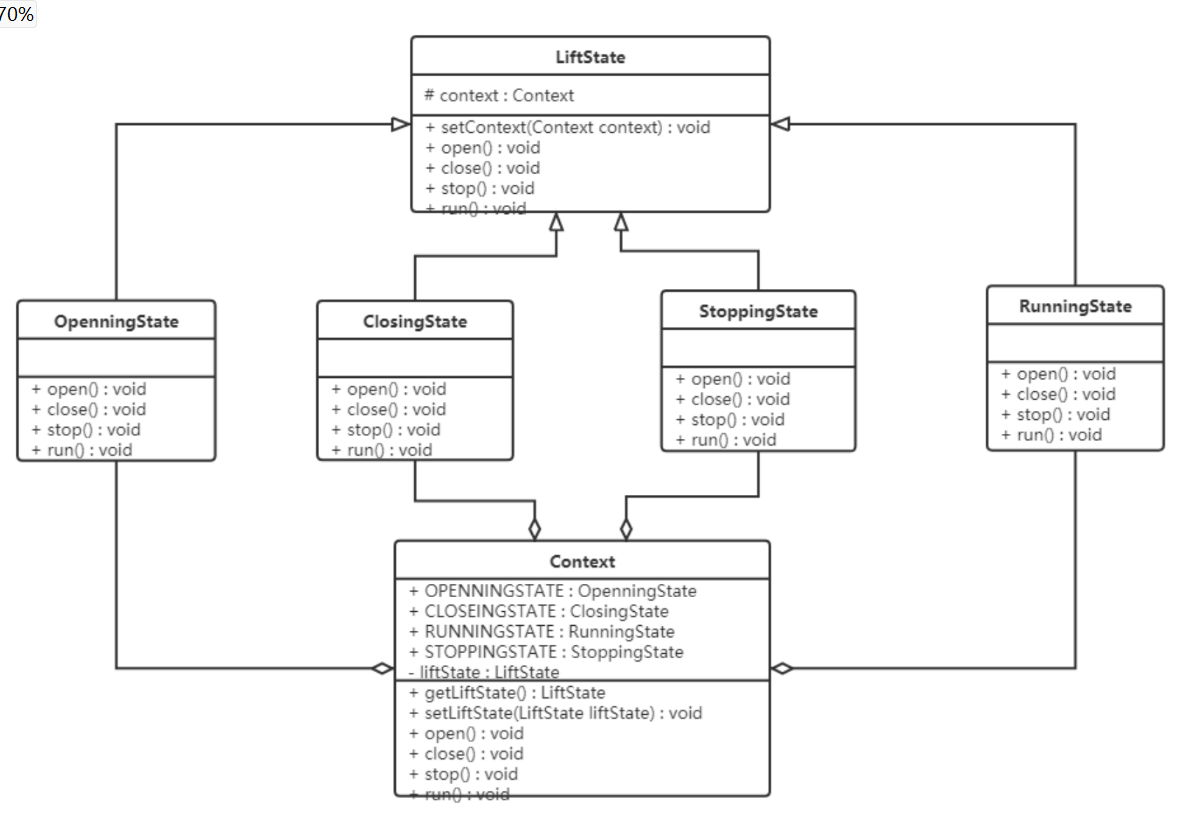 70%
LiftState
# context : Context
+ setContext(Context context) : void
+ open() : void
+ close() : void
+ stop() : void
+ run() : void
OpenningState
+ open() : void
+ close() : void
+ stop() : void
+ run() : void
ClosingState
+ open() : void
+ close() : void
+ stop() : void
+ run() : void
StoppingState
+ open() : void
+ close() : void
+ stop() : void
+ run() : void
RunningState
+ open() : void
+ close() : void
+ stop() : void
+ run() : void
Context
+ OPENNINGSTATE : OpenningState
+ CLOSEINGSTATE : ClosingState
+ RUNNINGSTATE : RunningState
+ STOPPINGSTATE : StoppingState
- liftState : LiftState
+ getLiftState() : LiftState
+ setLiftState(LiftState liftState) : void
+ open() : void
+ close() : void
+ stop() : void
+ run() : void